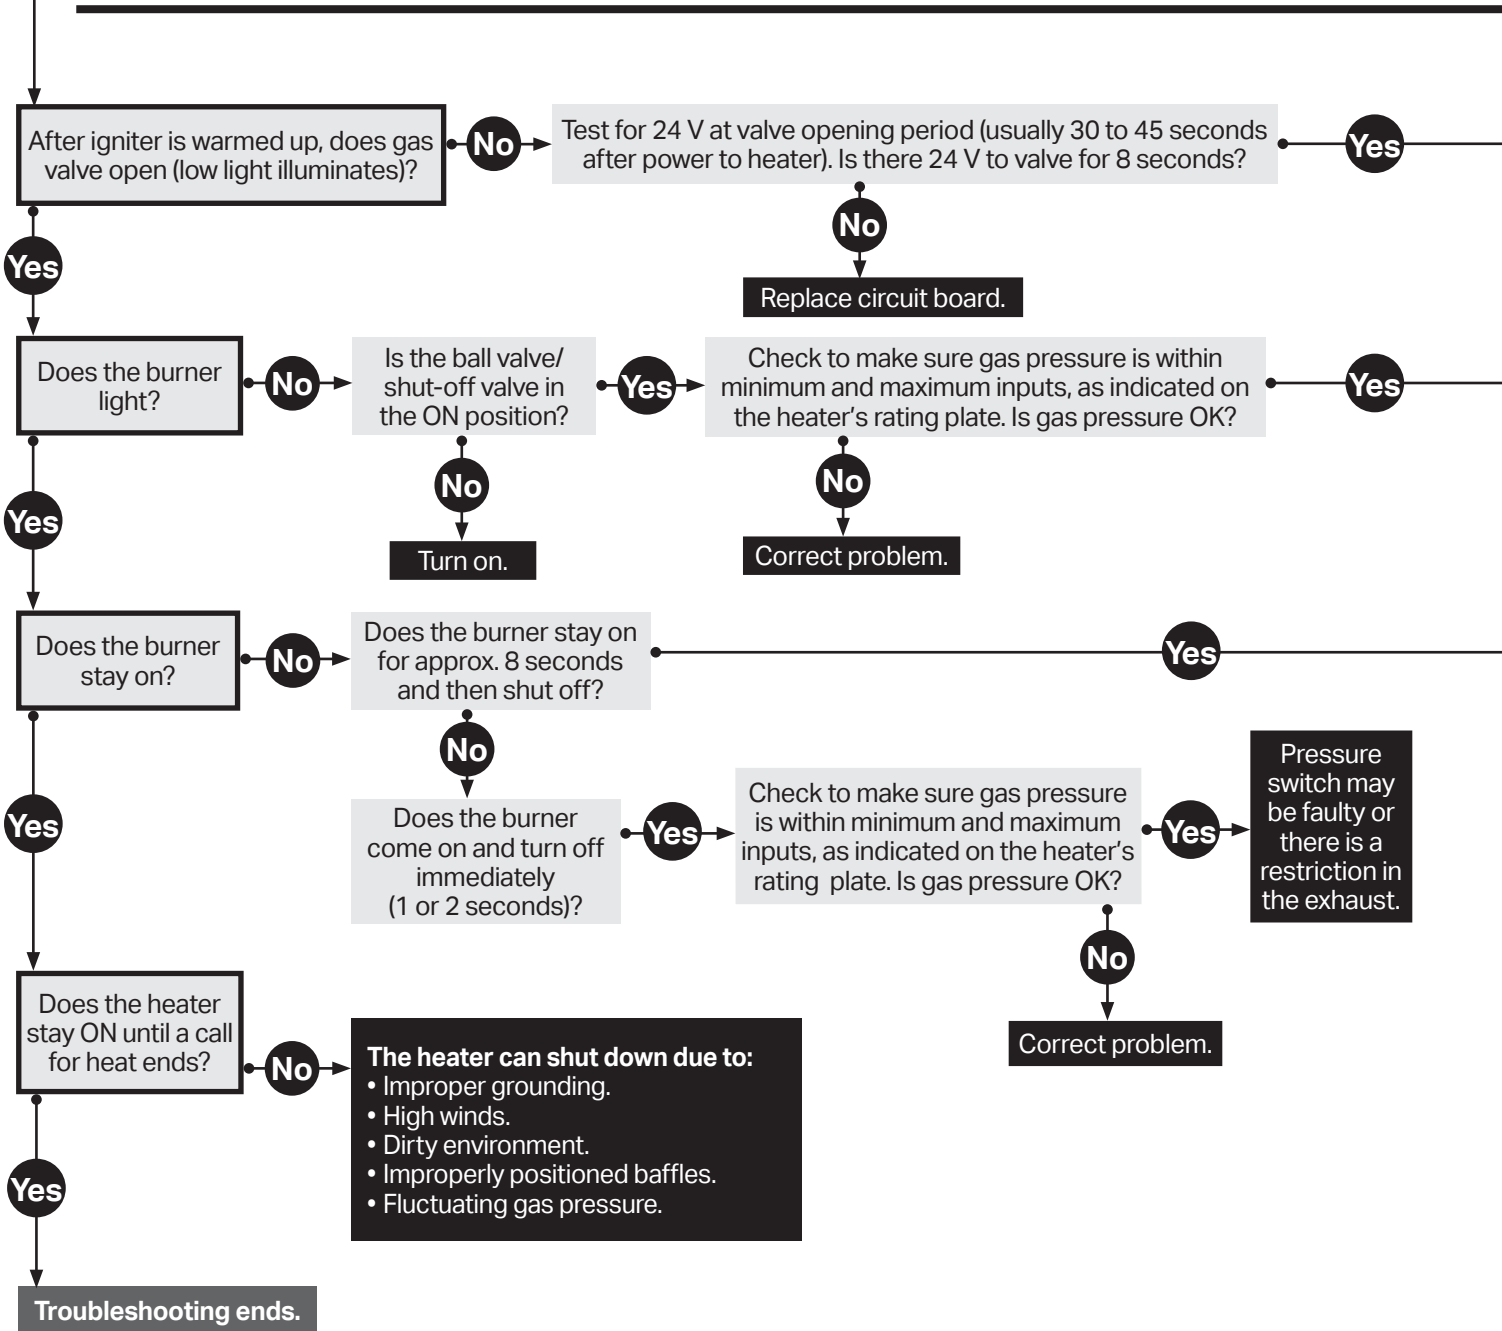 After igniter is warmed up, does gas
valve open (low light illuminates)?
No
Test for 24 V at valve opening period (usually 30 to 45 seconds
after power to heater). Is there 24 V to valve for 8 seconds?
Yes
No
Replace circuit board.
Yes
Does the burner
light?
No
Is the ball valve/
shut-off valve in
the ON position?
Yes
Check to make sure gas pressure is within
minimum and maximum inputs, as indicated on
the heater's rating plate. Is gas pressure OK?
Yes
No
Turn on.
No
Correct problem.
Yes
Does the burner
stay on?
No
Does the burner stay on
for approx. 8 seconds
and then shut off?
Yes
No
Does the burner
come on and turn off
immediately
(1 or 2 seconds)?
Yes
Check to make sure gas pressure
is within minimum and maximum
inputs, as indicated on the heater's
rating plate. Is gas pressure OK?
Yes
Pressure
switch may
be faulty or
there is a
restriction in
the exhaust.
No
Correct problem.
Yes
Does the heater
stay ON until a call
for heat ends?
No
The heater can shut down due to:
• Improper grounding.
• High winds.
• Dirty environment.
• Improperly positioned baffles.
• Fluctuating gas pressure.
Yes
Troubleshooting ends.